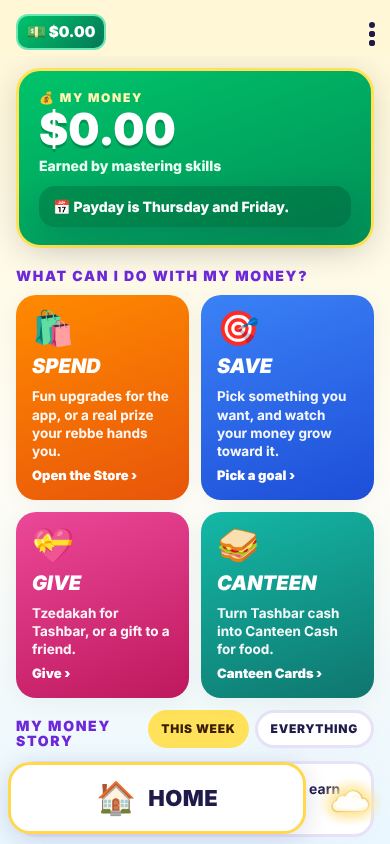 💵 $0.00
💰 MY MONEY
$0.00
Earned by mastering skills
📅 Payday is Thursday and Friday.
WHAT CAN I DO WITH MY MONEY?
SPEND
Fun upgrades for the
app, or a real prize
your rebbe hands
you.
Open the Store ›
SAVE
Pick something you
want, and watch
your money grow
toward it.
Pick a goal ›
GIVE
Tzedakah for
Tashbar, or a gift to a
friend.
Give ›
CANTEEN
Turn Tashbar cash
into Canteen Cash
for food.
Canteen Cards ›
MY MONEY
STORY
THIS WEEK
EVERYTHING
HOME
earn